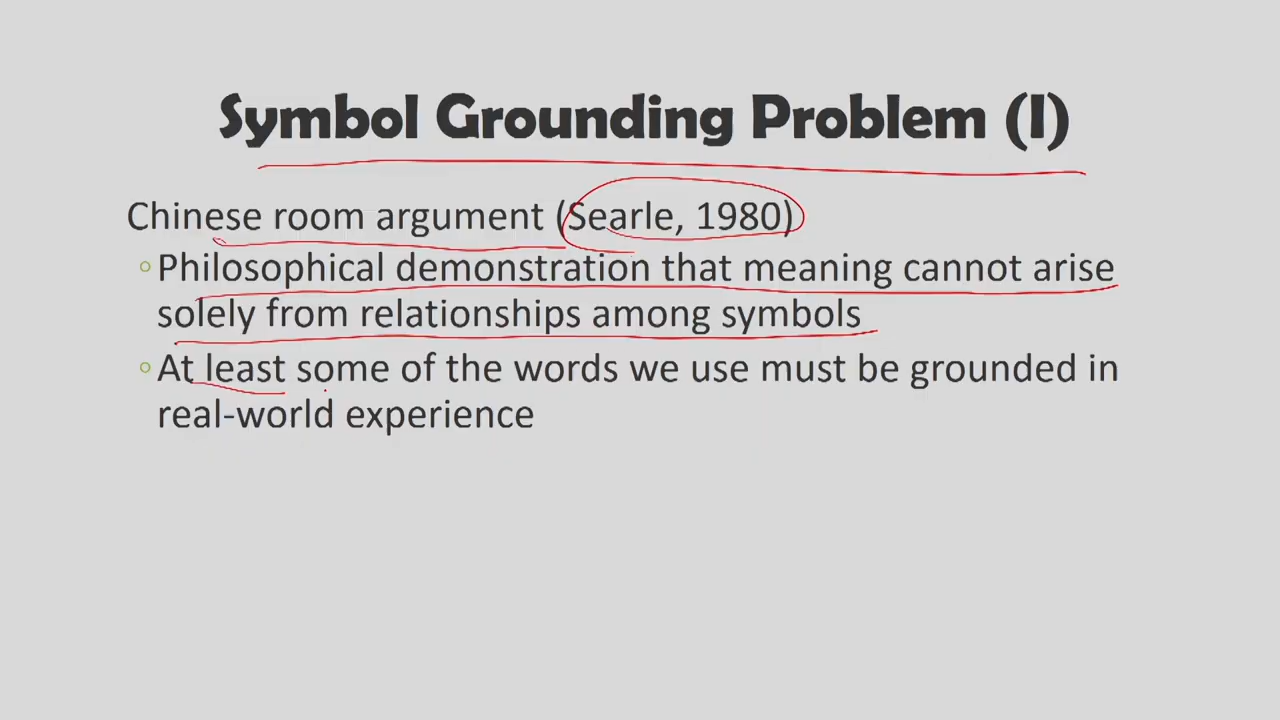 Symbol Grounding Problem (I)
Chinese room argument (Searle, 1980)
Philosophical demonstration that meaning cannot arise
solely from relationships among symbols
At least some of the words we use must be grounded in
real-world experience